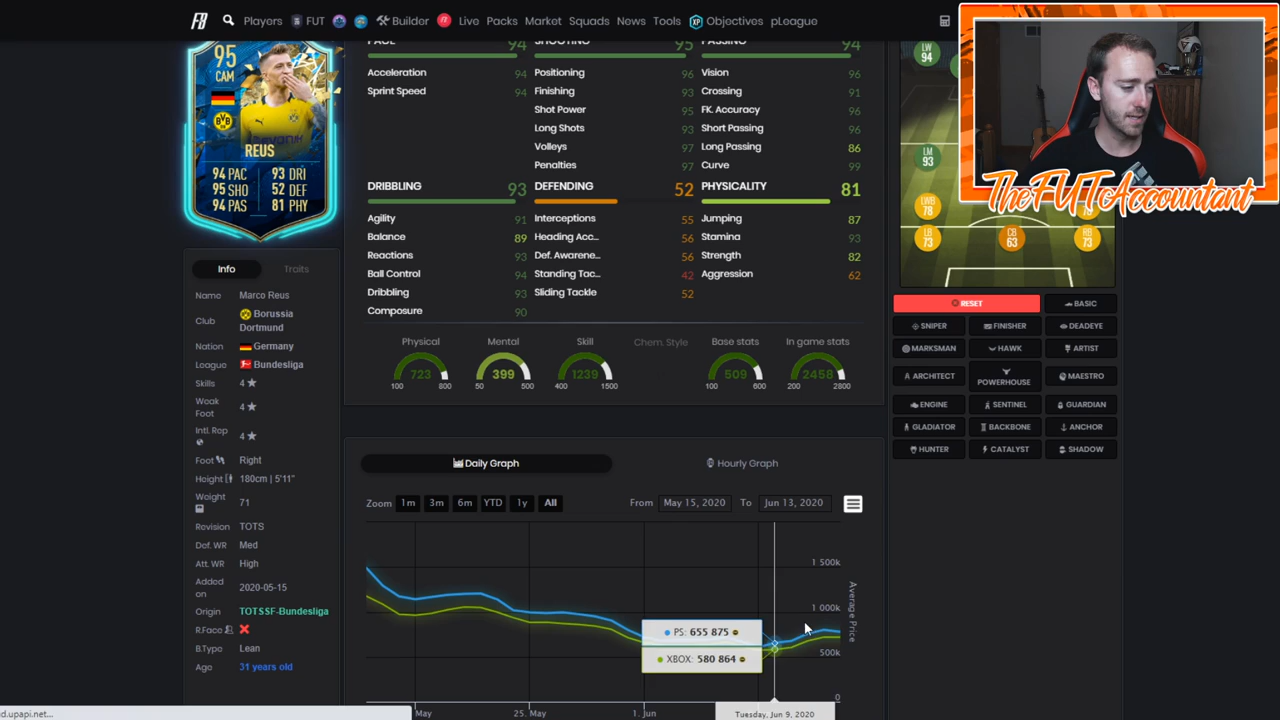 FB Players FUT Builder Live Packs Market Squads News Tools XP Objectives pLeague
95
CAM
REUS
94 PAC 93 DRI
95 SHO 52 DEF
94 PAS 81 PHY
PACE 94 SHOOTING 95 PASSING 94
Acceleration 94 Positioning 96 Vision 96
Sprint Speed 94 Finishing 93 Crossing 91
Shot Power 95 FK. Accuracy 96
Long Shots 93 Short Passing 96
Volleys 97 Long Passing 86
Penalties 97 Curve 99
DRIBBLING 93 DEFENDING 52 PHYSICALITY 81
Agility 91 Interceptions 55 Jumping 87
Balance 89 Heading Acc... 56 Stamina 93
Reactions 93 Def. Awarene... 56 Strength 82
Ball Control 94 Standing Tac... 42 Aggression 62
Dribbling 93 Sliding Tackle 52
Composure 90
Physical Mental Skill Chem. Style Base stats In game stats
723 399 1239 509 2458
100 800 50 500 400 1500 100 600 200 2800
Info Traits
Name Marco Reus
Club Borussia Dortmund
Nation Germany
League Bundesliga
Skills 4
Weak Foot 4
Intl. Rep 4
Foot Right
Height 180cm | 5'11"
Weight 71
Revision TOTS
Def. WR Med
Att. WR High
Added on 2020-05-15
Origin TOTSSF-Bundesliga
R.Face
B.Type Lean
Age 31 years old
Daily Graph Hourly Graph
Zoom 1m 3m 6m YTD 1y All From May 15, 2020 To Jun 13, 2020
1 500k
1 000k
500k
0
Average Price
PS: 655 875
XBOX: 580 864
May 25. May 1. Jun Tuesday, Jun 9, 2020
d.upapi.net...
LW
94
LM
93
LWB
78
78
LB
73
CB
63
RB
73
RESET BASIC
SNIPER FINISHER DEADEYE
MARKSMAN HAWK ARTIST
ARCHITECT POWERHOUSE MAESTRO
ENGINE SENTINEL GUARDIAN
GLADIATOR BACKBONE ANCHOR
HUNTER CATALYST SHADOW
TheFUTAccountant